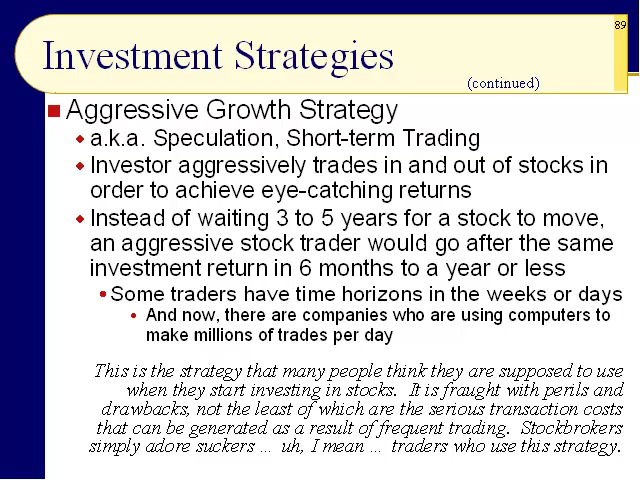 89
Investment Strategies
(continued)
Aggressive Growth Strategy
a.k.a. Speculation, Short-term Trading
Investor aggressively trades in and out of stocks in
order to achieve eye-catching returns
Instead of waiting 3 to 5 years for a stock to move,
an aggressive stock trader would go after the same
investment return in 6 months to a year or less
Some traders have time horizons in the weeks or days
And now, there are companies who are using computers to
make millions of trades per day
This is the strategy that many people think they are supposed to use
when they start investing in stocks. It is fraught with perils and
drawbacks, not the least of which are the serious transaction costs
that can be generated as a result of frequent trading. Stockbrokers
simply adore suckers ... uh, I mean ... traders who use this strategy.